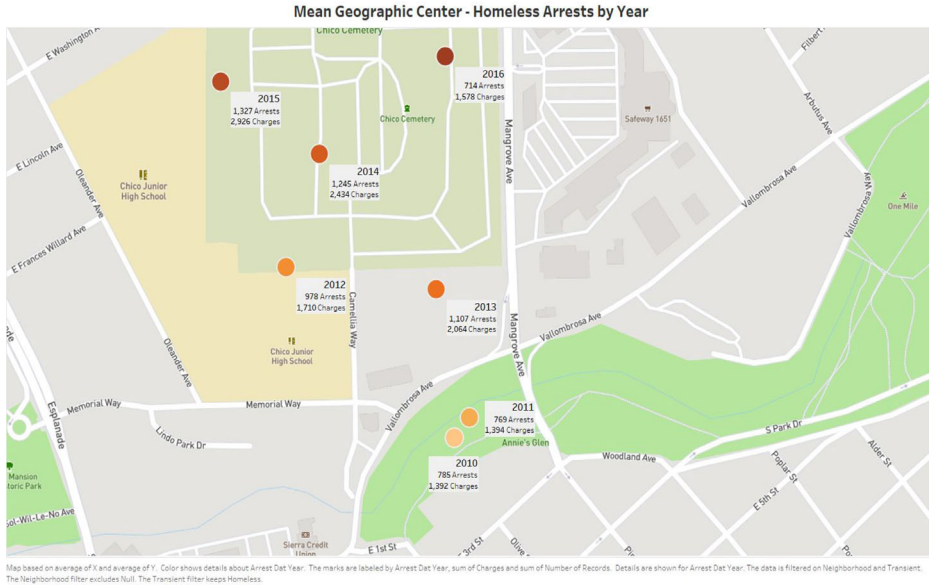 Mean Geographic Center - Homeless Arrests by Year
E Washington A
Chico Cemetery
Filbert
2016
714 Arrests
1,578 Charges
2015
1,327 Arrests
2,926 Charges
Chico Cemetery
Safeway 1651
Arbutus Ave
Mangrove Ave
E Lincoln Ave
Oleander Ave
Chico Junior
High School
2014
1,245 Arrests
2,434 Charges
Vallombrosa Ave
Vallombrosa Way
One Mile
E Frances Willard Ave
2012
978 Arrests
1,710 Charges
Camellia Way
2013
1,107 Arrests
2,064 Charges
Mangrove Ave
Vallombrosa Ave
Oleander Ave
Chico Junior
High School
Esplanade
Memorial Way
Memorial Way
Vallombrosa Ave
2011
769 Arrests
1,394 Charges
Annie's Glen
Lindo Park Dr
S Park Dr
2010
785 Arrests
1,392 Charges
Woodland Ave
Alder St
Poplar St
E 5th St
Mansion
toric Park
Sol-Wil-Le-No Ave
Sierra Credit
Union
E 1st St
E 3rd St
Olive
Map based on average of X and average of Y. Color shows details about Arrest Dat Year. The marks are labeled by Arrest Dat Year, sum of Charges and sum of Number of Records. Details are shown for Arrest Dat Year. The data is filtered on Neighborhood and Transient.
The Neighborhood filter excludes Null. The Transient filter keeps Homeless.